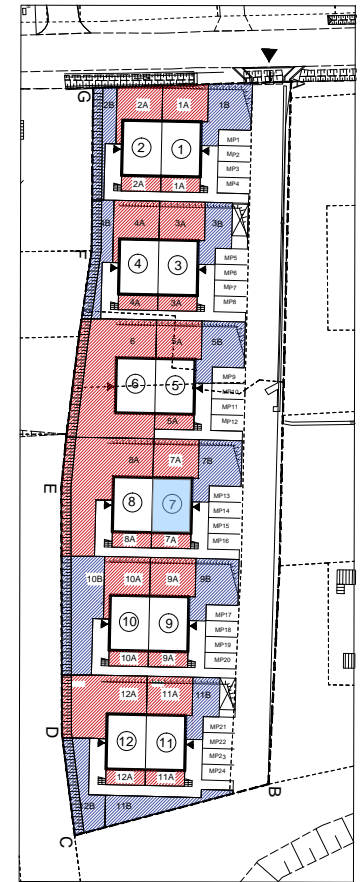 G
2B
2A
1A
1B
2
1
MP1
MP2
MP3
MP4
2A
1A
4A
3A
3B
F
4
3
MP5
MP6
MP7
MP8
4A
3A
6
5A
5B
6
5
MP9
MP10
MP11
MP12
5A
8A
7A
7B
E
8
7
MP13
MP14
MP15
MP16
8A
7A
10B
10A
9A
9B
10
9
MP17
MP18
MP19
MP20
10A
9A
12A
11A
11B
D
12
11
MP21
MP22
MP23
MP24
12A
11A
B
11B
C